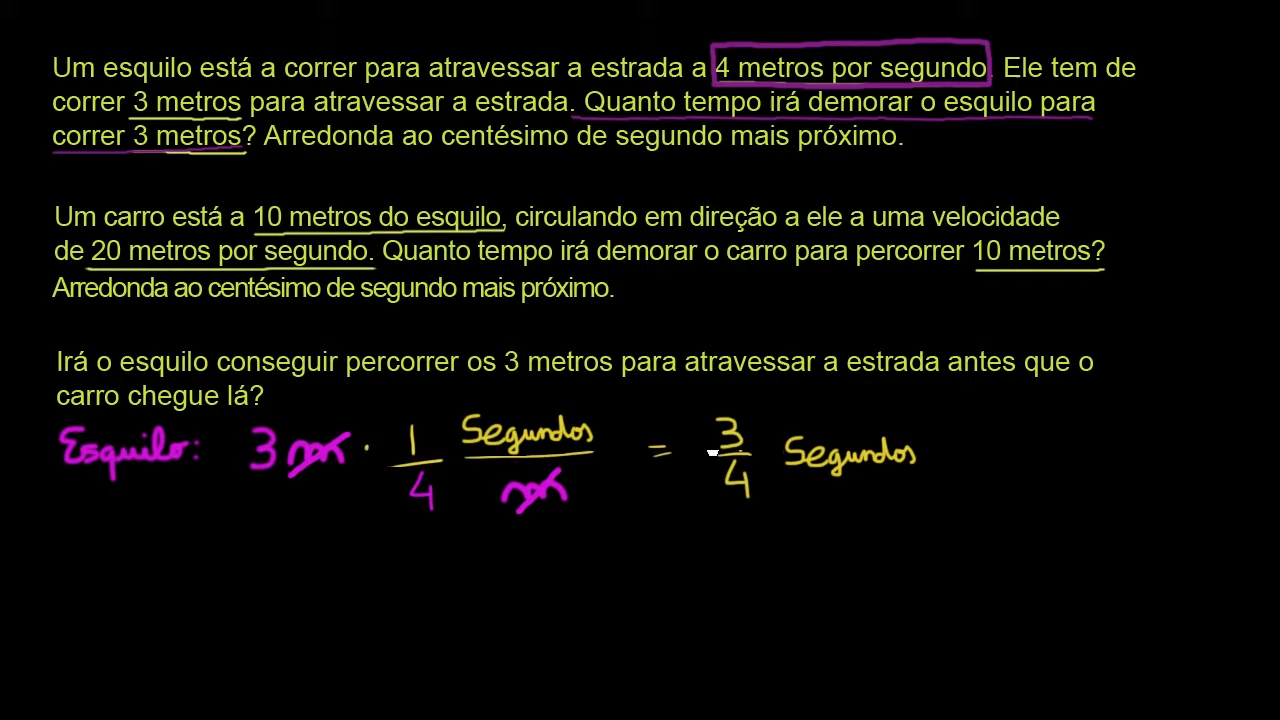 Um esquilo está a correr para atravessar a estrada a 4 metros por segundo. Ele tem de
correr 3 metros para atravessar a estrada. Quanto tempo irá demorar o esquilo para
correr 3 metros? Arredonda ao centésimo de segundo mais próximo.
Um carro está a 10 metros do esquilo, circulando em direção a ele a uma velocidade
de 20 metros por segundo. Quanto tempo irá demorar o carro para percorrer 10 metros?
Arredonda ao centésimo de segundo mais próximo.
Irá o esquilo conseguir percorrer os 3 metros para atravessar a estrada antes que o
carro chegue lá?
Esquilo: 3 m · 1/4 Segundos/m = 3/4 Segundos